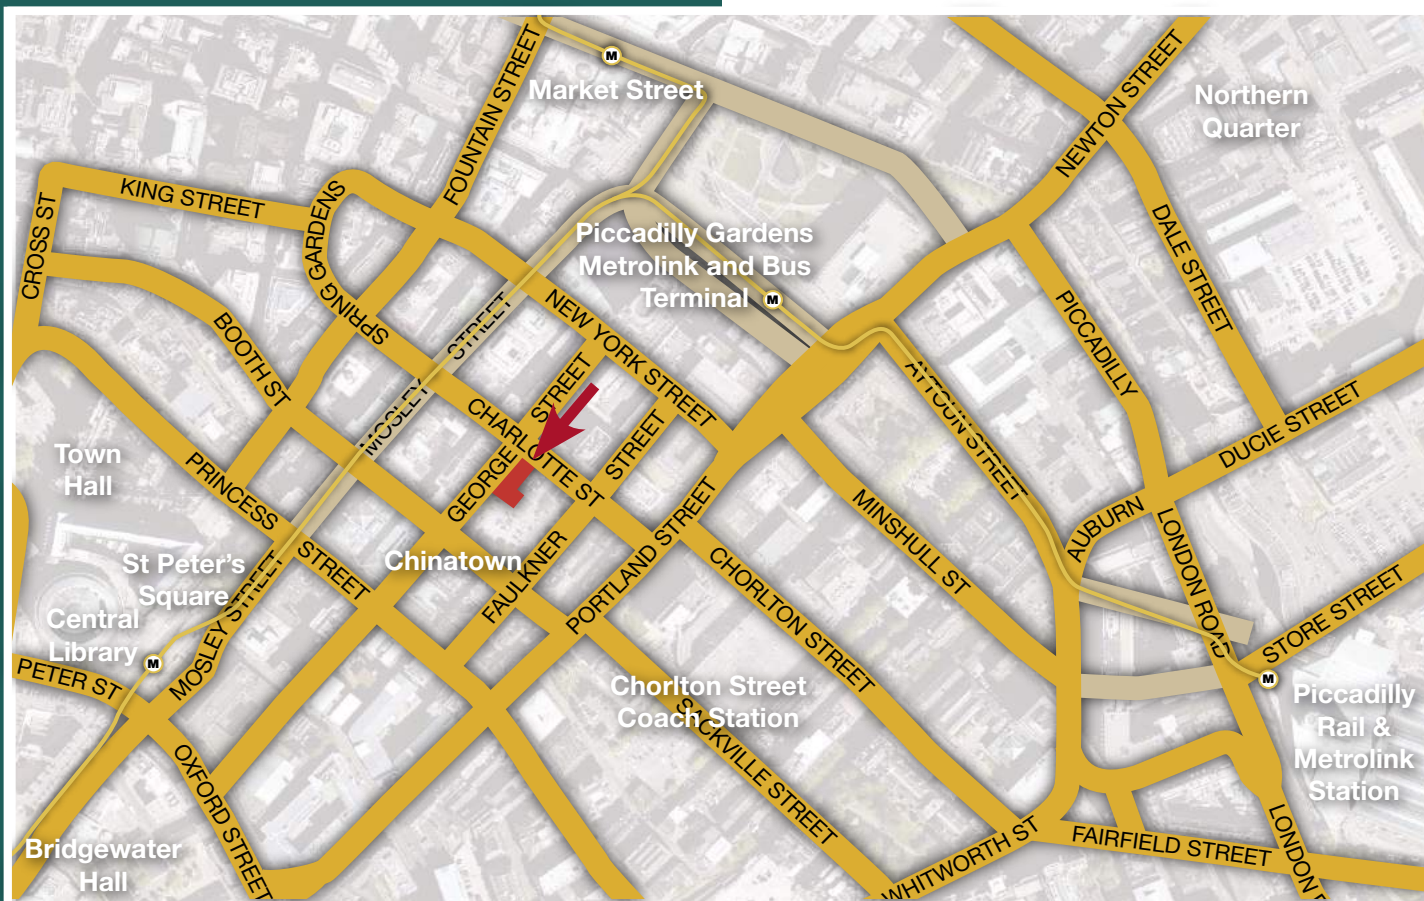 FOUNTAIN STREET
M
Market Street
NEWTON STREET
Northern
Quarter
KING STREET
CROSS ST
SPRING GARDENS
Piccadilly Gardens
Metrolink and Bus
Terminal
M
DALE STREET
BOOTH ST
MOSLEY STREET
NEW YORK STREET
PICCADILLY
AYTOUN STREET
DUCIE STREET
Town
Hall
PRINCESS STREET
CHARLOTTE ST
GEORGE STREET
FAULKNER STREET
PORTLAND STREET
MINSHULL ST
AUBURN
LONDON ROAD
Chinatown
St Peter's
Square
Central
Library
M
MOSLEY STREET
PETER ST
CHORLTON STREET
STORE STREET
M
Piccadilly
Rail &
Metrolink
Station
Chorlton Street
Coach Station
SACKVILLE STREET
OXFORD STREET
Bridgewater
Hall
WHITWORTH ST
FAIRFIELD STREET
LONDON